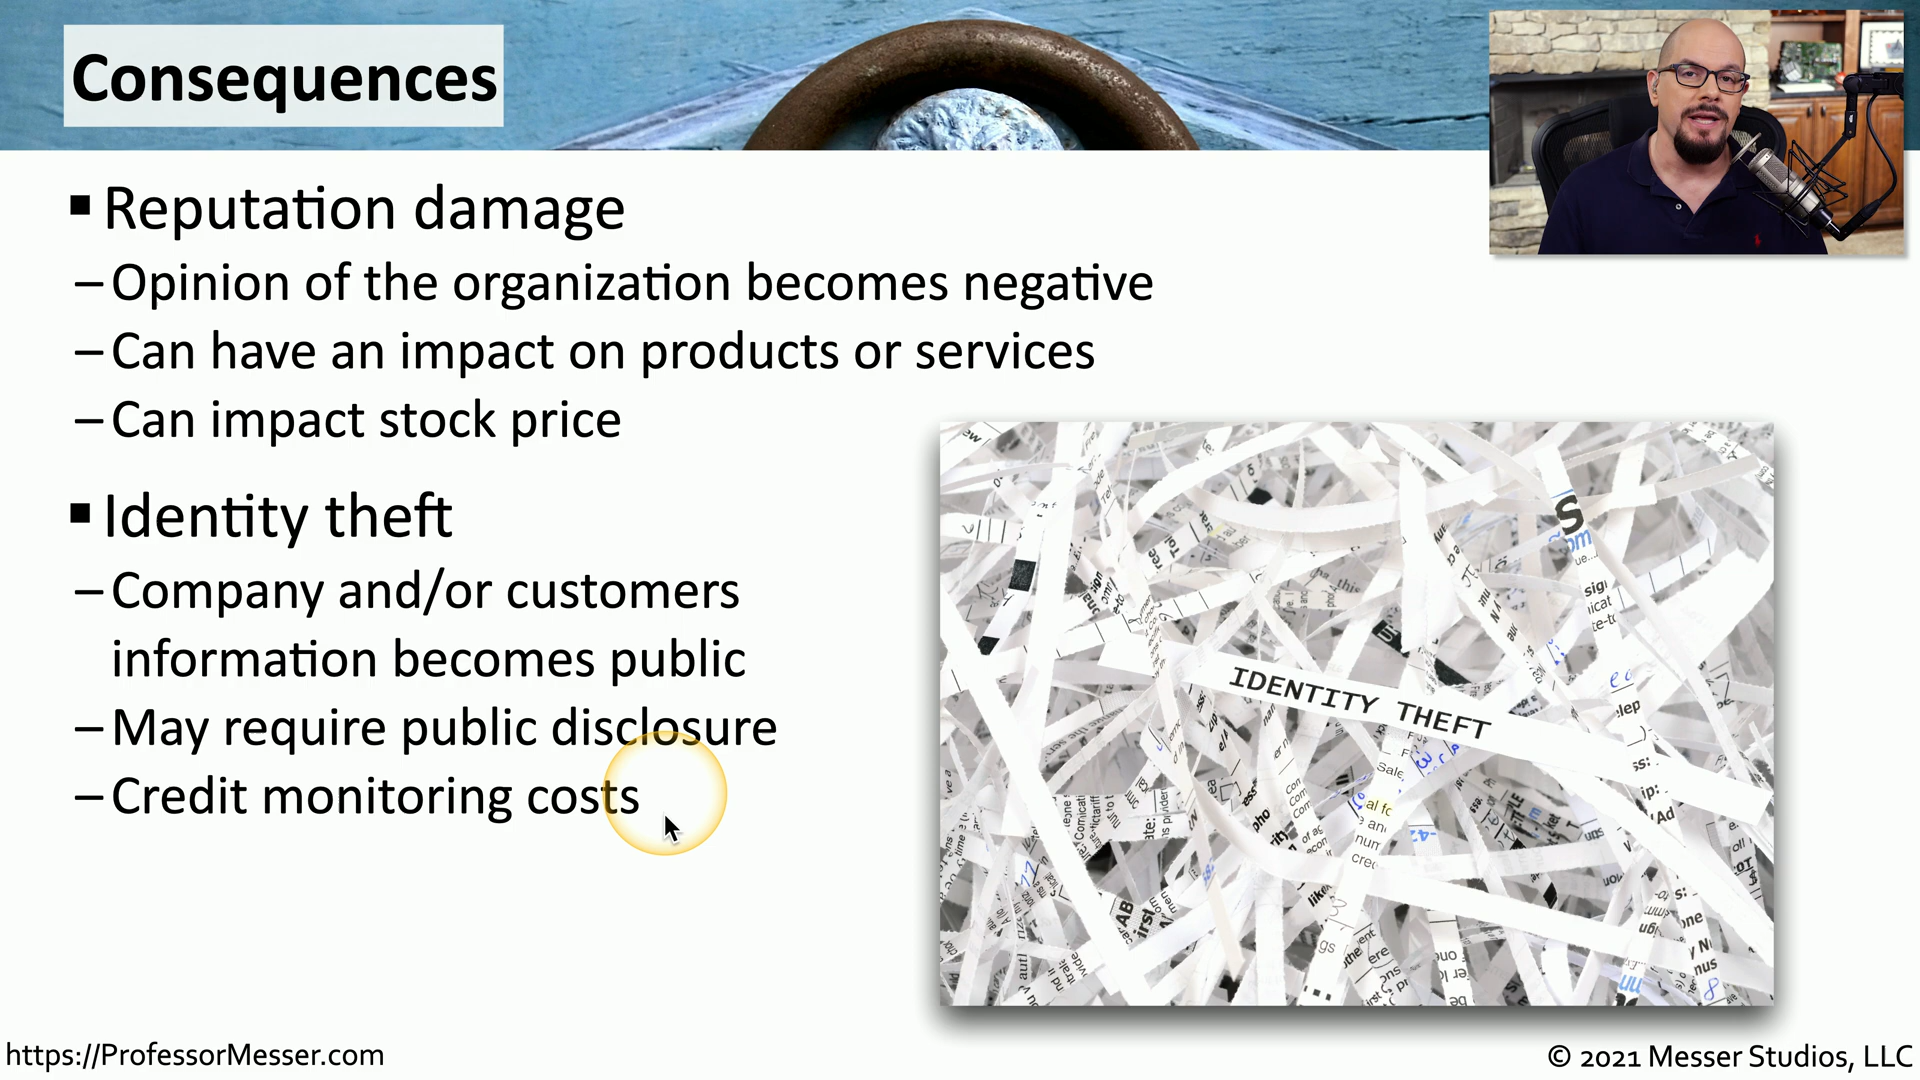 Consequences
▪ Reputation damage
– Opinion of the organization becomes negative
– Can have an impact on products or services
– Can impact stock price
▪ Identity theft
– Company and/or customers
information becomes public
– May require public disclosure
– Credit monitoring costs
IDENTITY THEFT
https://ProfessorMesser.com
© 2021 Messer Studios, LLC